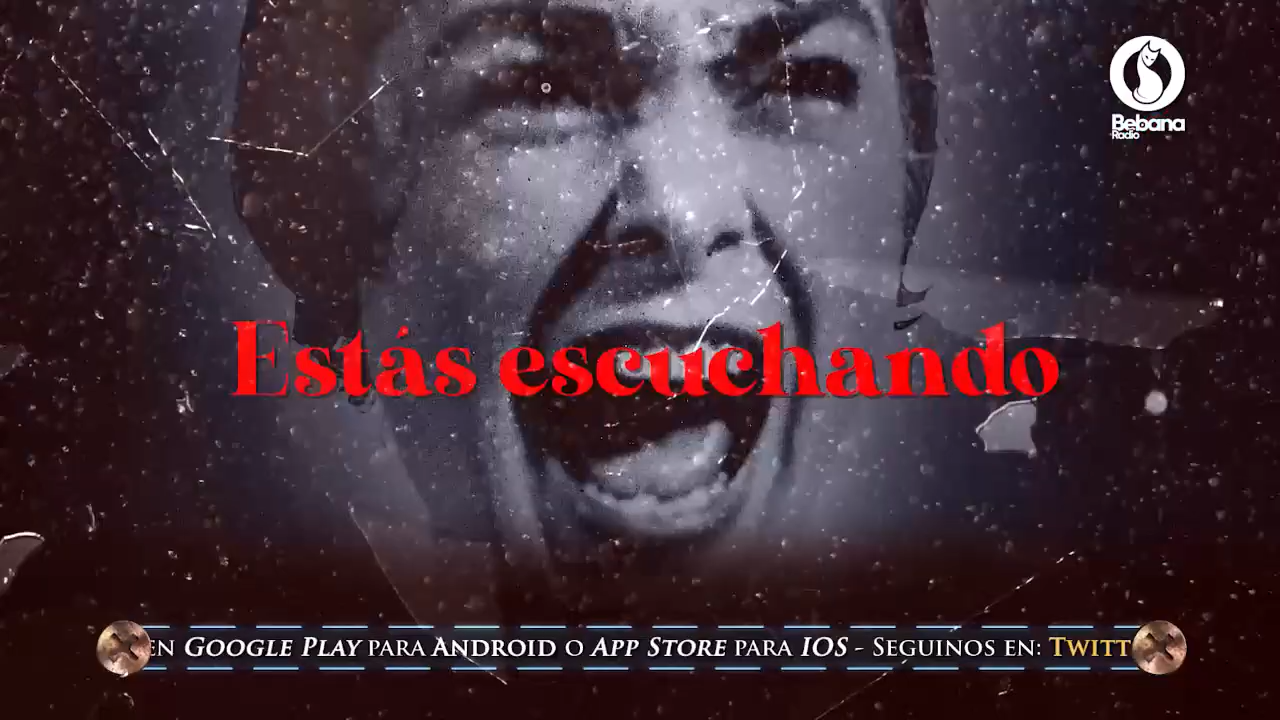 Bebana
Radio
Estás escuchando
EN GOOGLE PLAY PARA ANDROID O APP STORE PARA IOS - SEGUINOS EN: TWITT